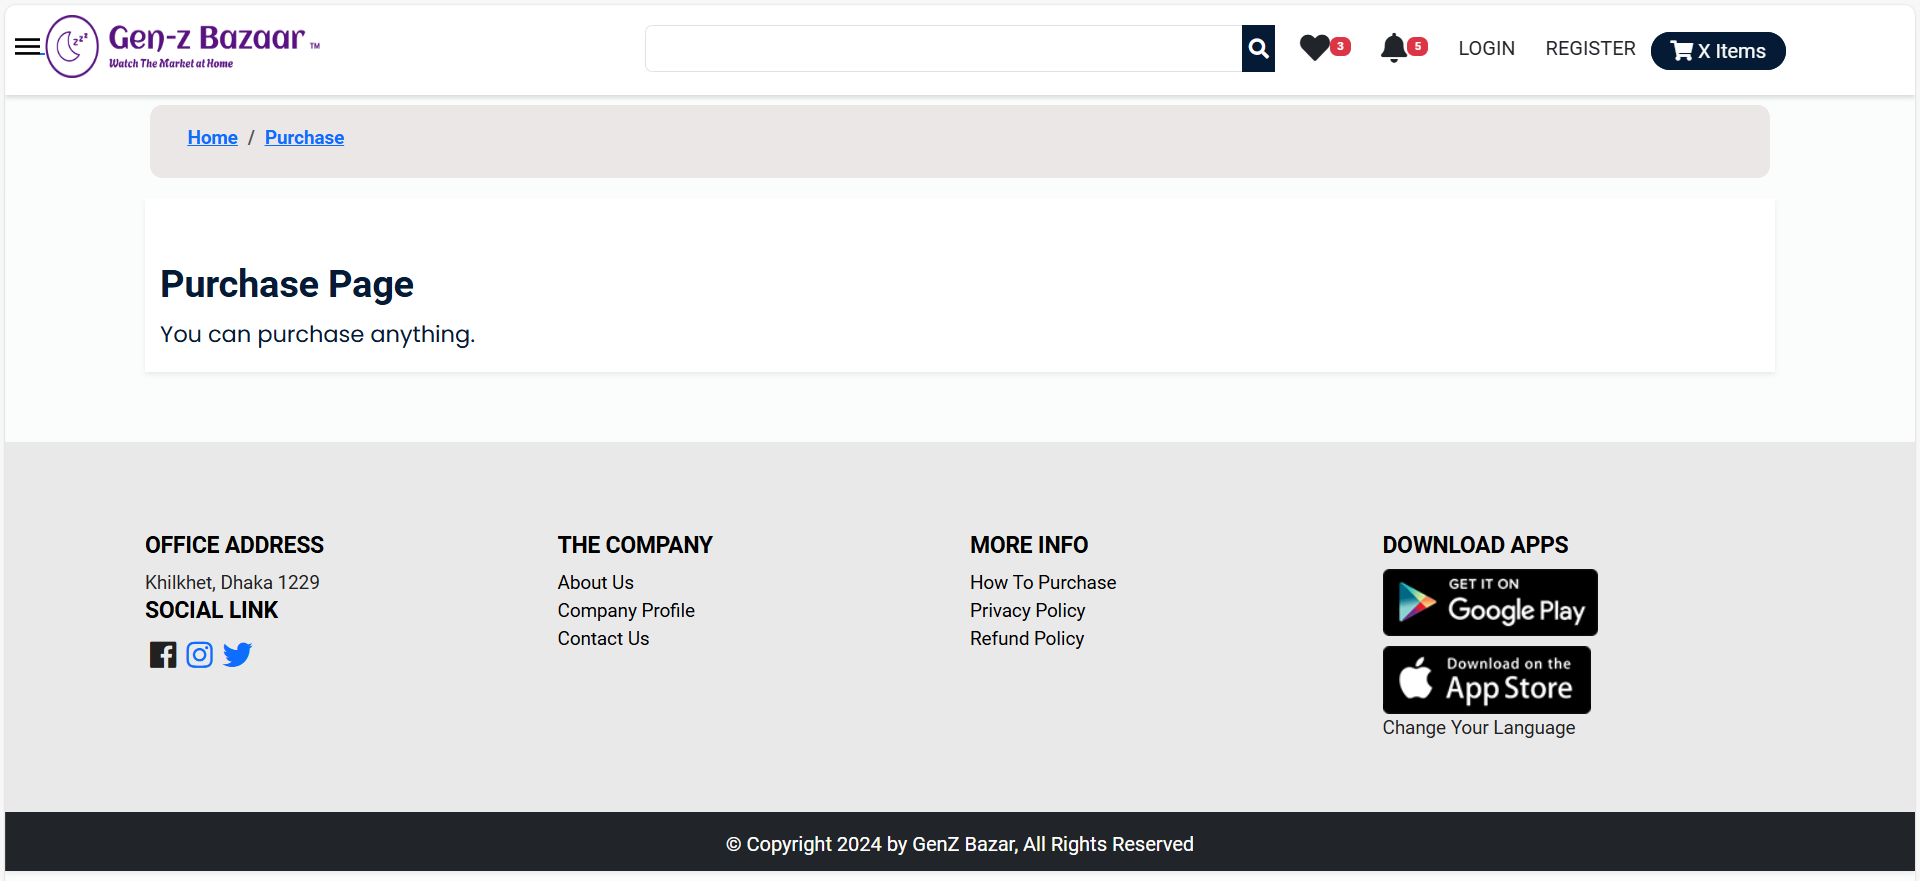 Gen-z Bazaar TM
Watch The Market at Home
3
5
LOGIN
REGISTER
X Items
Home / Purchase
Purchase Page
You can purchase anything.
OFFICE ADDRESS
Khilkhet, Dhaka 1229
SOCIAL LINK
THE COMPANY
About Us
Company Profile
Contact Us
MORE INFO
How To Purchase
Privacy Policy
Refund Policy
DOWNLOAD APPS
GET IT ON
Google Play
Download on the
App Store
Change Your Language
© Copyright 2024 by GenZ Bazar, All Rights Reserved